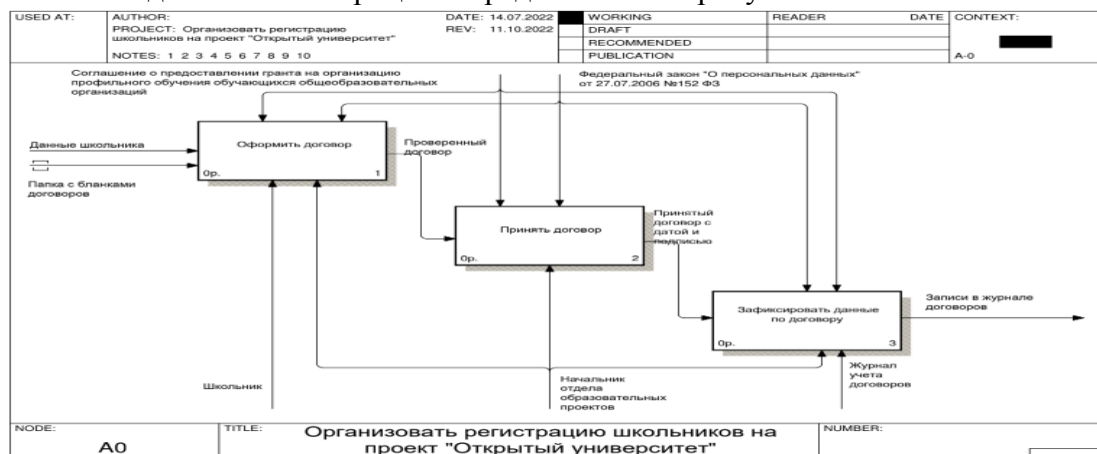 USED AT:
AUTHOR:
DATE: 14.07.2022
PROJECT: Организовать регистрацию
школьников на проект "Открытый университет"
REV: 11.10.2022
NOTES: 1 2 3 4 5 6 7 8 9 10
WORKING
DRAFT
RECOMMENDED
PUBLICATION
READER
DATE
CONTEXT:
A-0
Соглашение о предоставлении гранта на организацию
профильного обучения обучающихся общеобразовательных
организаций
Федеральный закон "О персональных данных"
от 27.07.2006 №152 ФЗ
Данные школьника
Папка с бланками
договоров
Оформить договор
0р.
1
Проверенный
договор
Принять договор
0р.
2
Принятый
договор с
датой и
подписью
Зафиксировать данные
по договору
0р.
3
Записи в журнале
договоров
Школьник
Начальник
отдела
образовательных
проектов
Журнал
учета
договоров
NODE:
A0
TITLE:
Организовать регистрацию школьников на
проект "Открытый университет"
NUMBER: